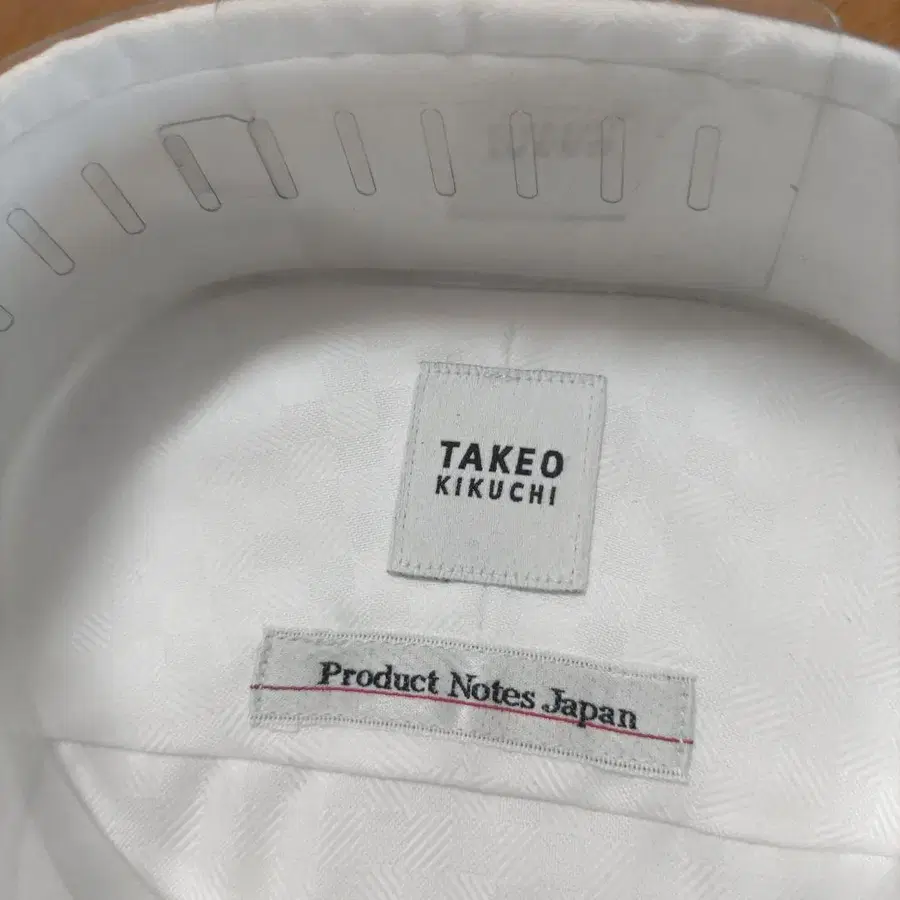 TAKEO
KIKUCHI
Product Notes Japan